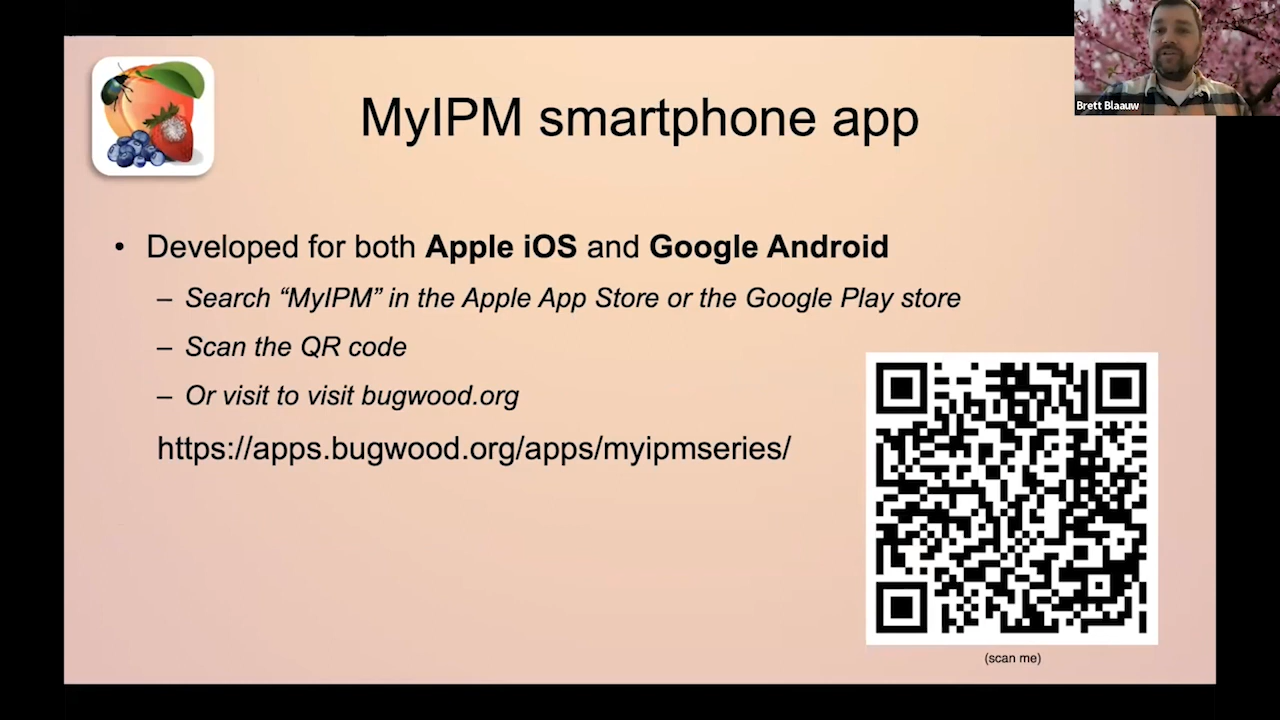 MyIPM smartphone app
Brett Blaauw
• Developed for both Apple iOS and Google Android
– Search “MyIPM” in the Apple App Store or the Google Play store
– Scan the QR code
– Or visit to visit bugwood.org
https://apps.bugwood.org/apps/myipmseries/
(scan me)